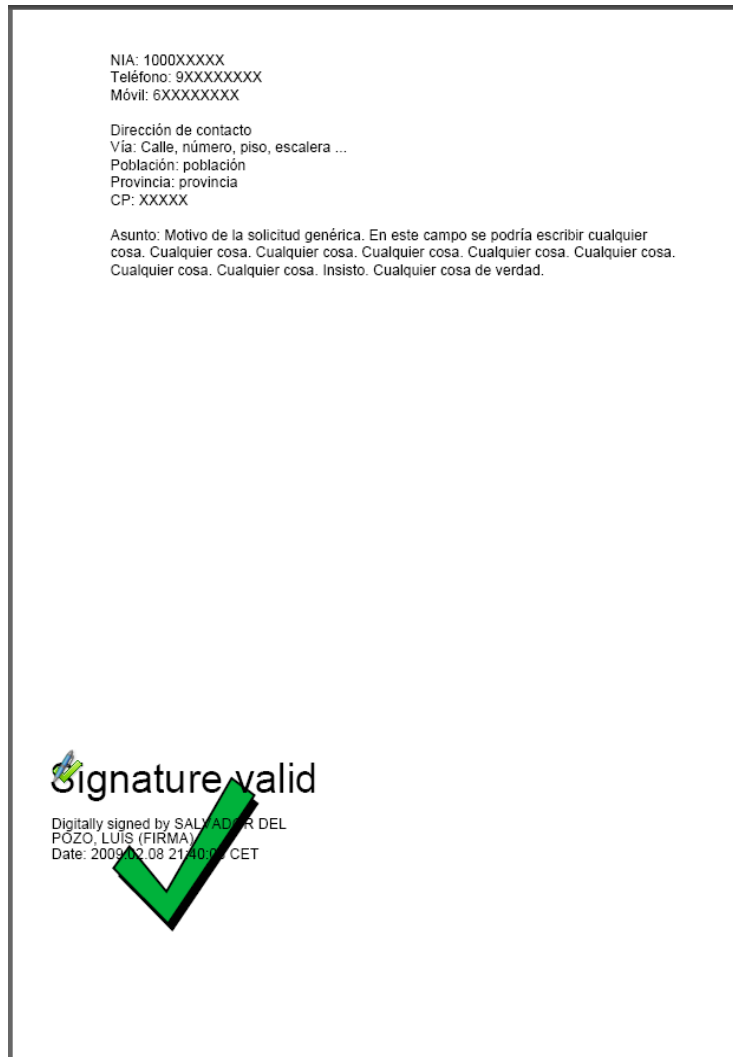 NIA: 1000XXXXX
Teléfono: 9XXXXXXXX
Móvil: 6XXXXXXXX
Dirección de contacto
Vía: Calle, número, piso, escalera ...
Población: población
Provincia: provincia
CP: XXXXX
Asunto: Motivo de la solicitud genérica. En este campo se podría escribir cualquier
cosa. Cualquier cosa. Cualquier cosa. Cualquier cosa. Cualquier cosa. Cualquier cosa.
Cualquier cosa. Cualquier cosa. Insisto. Cualquier cosa de verdad.
Signature valid
Digitally signed by SALVADOR DEL
POZO, LUIS (FIRMA)
Date: 2009.02.08 CET